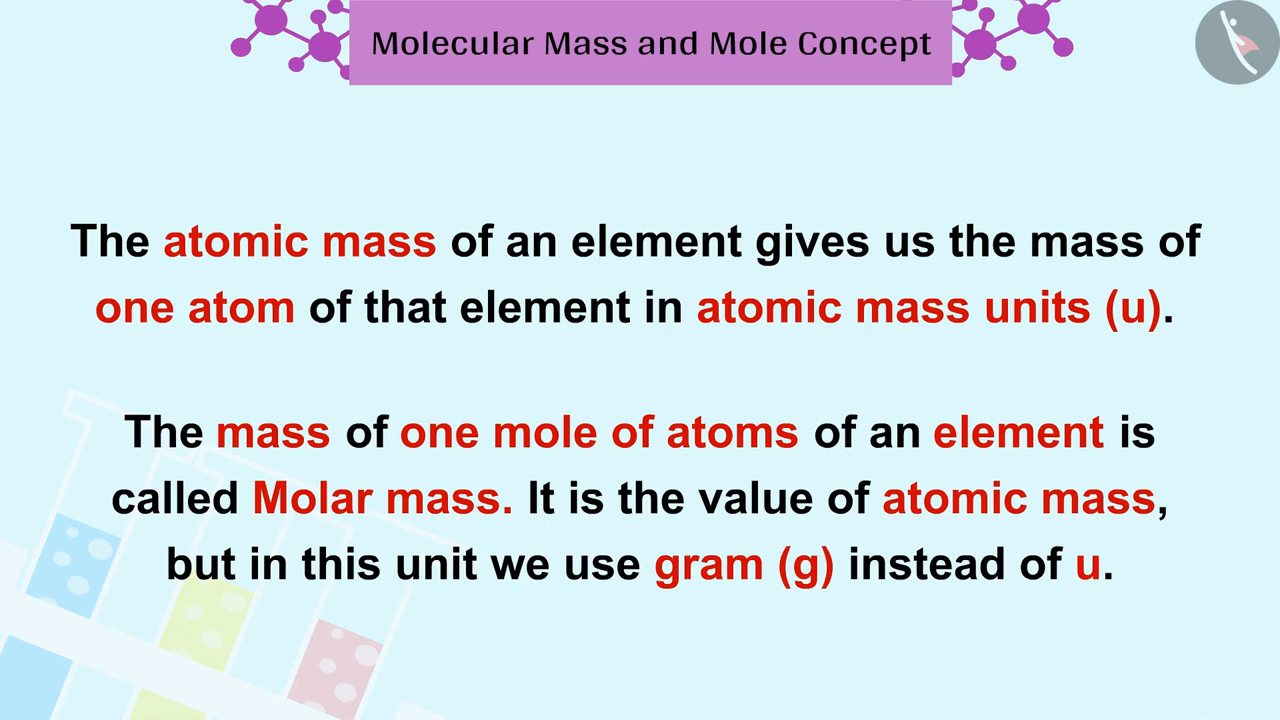 Molecular Mass and Mole Concept
The atomic mass of an element gives us the mass of
one atom of that element in atomic mass units (u).
The mass of one mole of atoms of an element is
called Molar mass. It is the value of atomic mass,
but in this unit we use gram (g) instead of u.